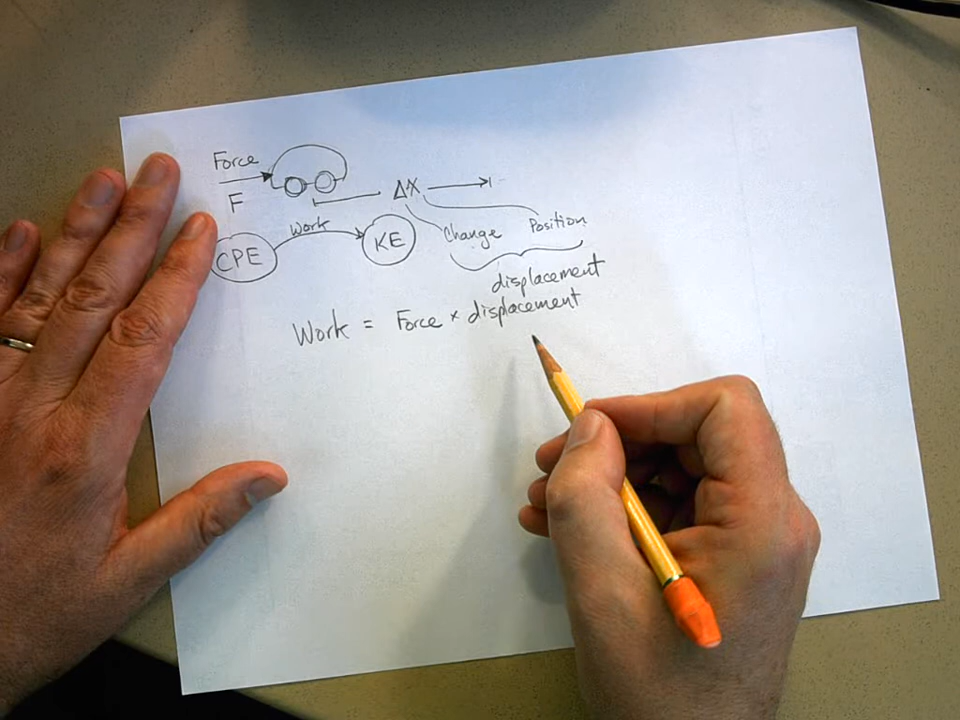 Force
F
ΔX
Work
CPE
KE
Change
Position
displacement
Work = Force × displacement